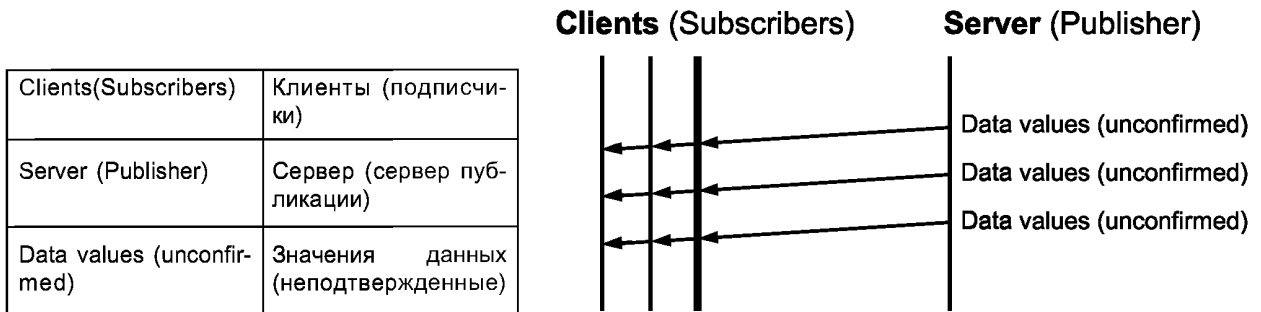 Clients (Subscribers) Server (Publisher)
Clients(Subscribers) Клиенты (подписчи-
ки)
Server (Publisher) Сервер (сервер пуб-
ликации)
Data values (unconfir-
med)
Значения данных
(неподтвержденные)
Data values (unconfirmed)
Data values (unconfirmed)
Data values (unconfirmed)